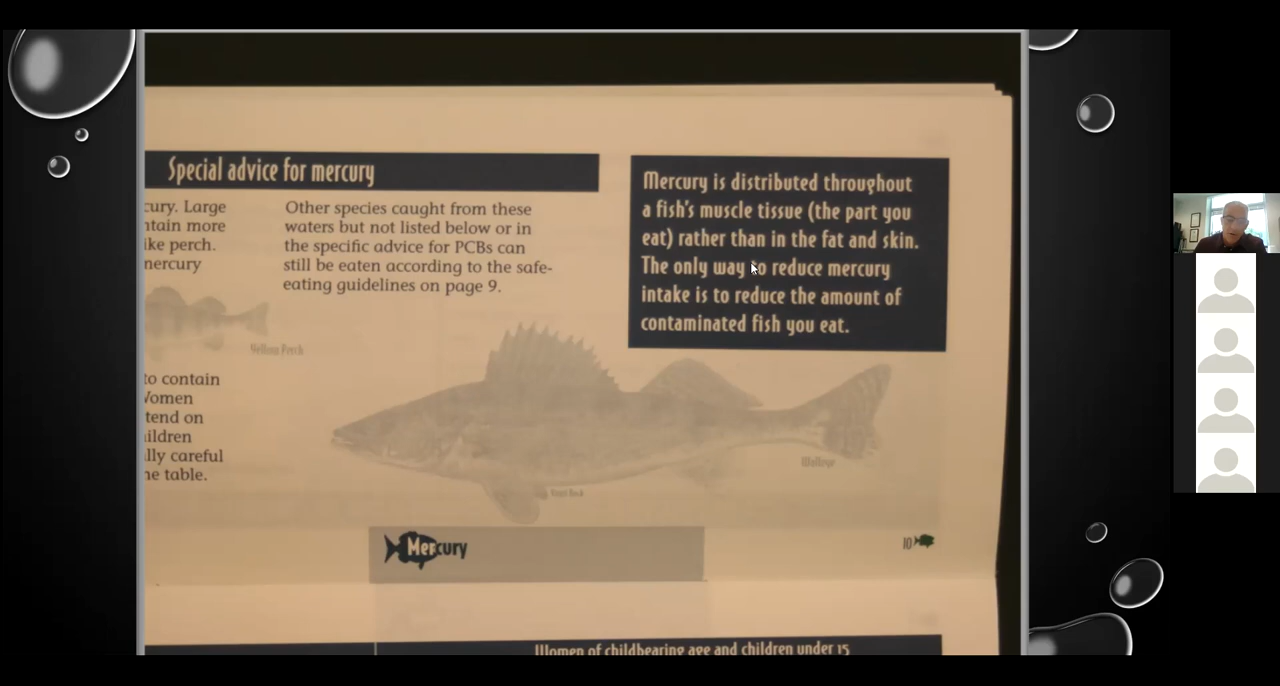 Special advice for mercury
cury. Large
ntain more
ike perch.
nercury
Yellow Perch
to contain
Women
tend on
ildren
lly careful
he table.
Other species caught from these
waters but not listed below or in
the specific advice for PCBs can
still be eaten according to the safe-
eating guidelines on page 9.
Mercury is distributed throughout
a fish's muscle tissue (the part you
eat) rather than in the fat and skin.
The only way to reduce mercury
intake is to reduce the amount of
contaminated fish you eat.
Walleye
Mercury
10
Women of childbearing age and children under 15